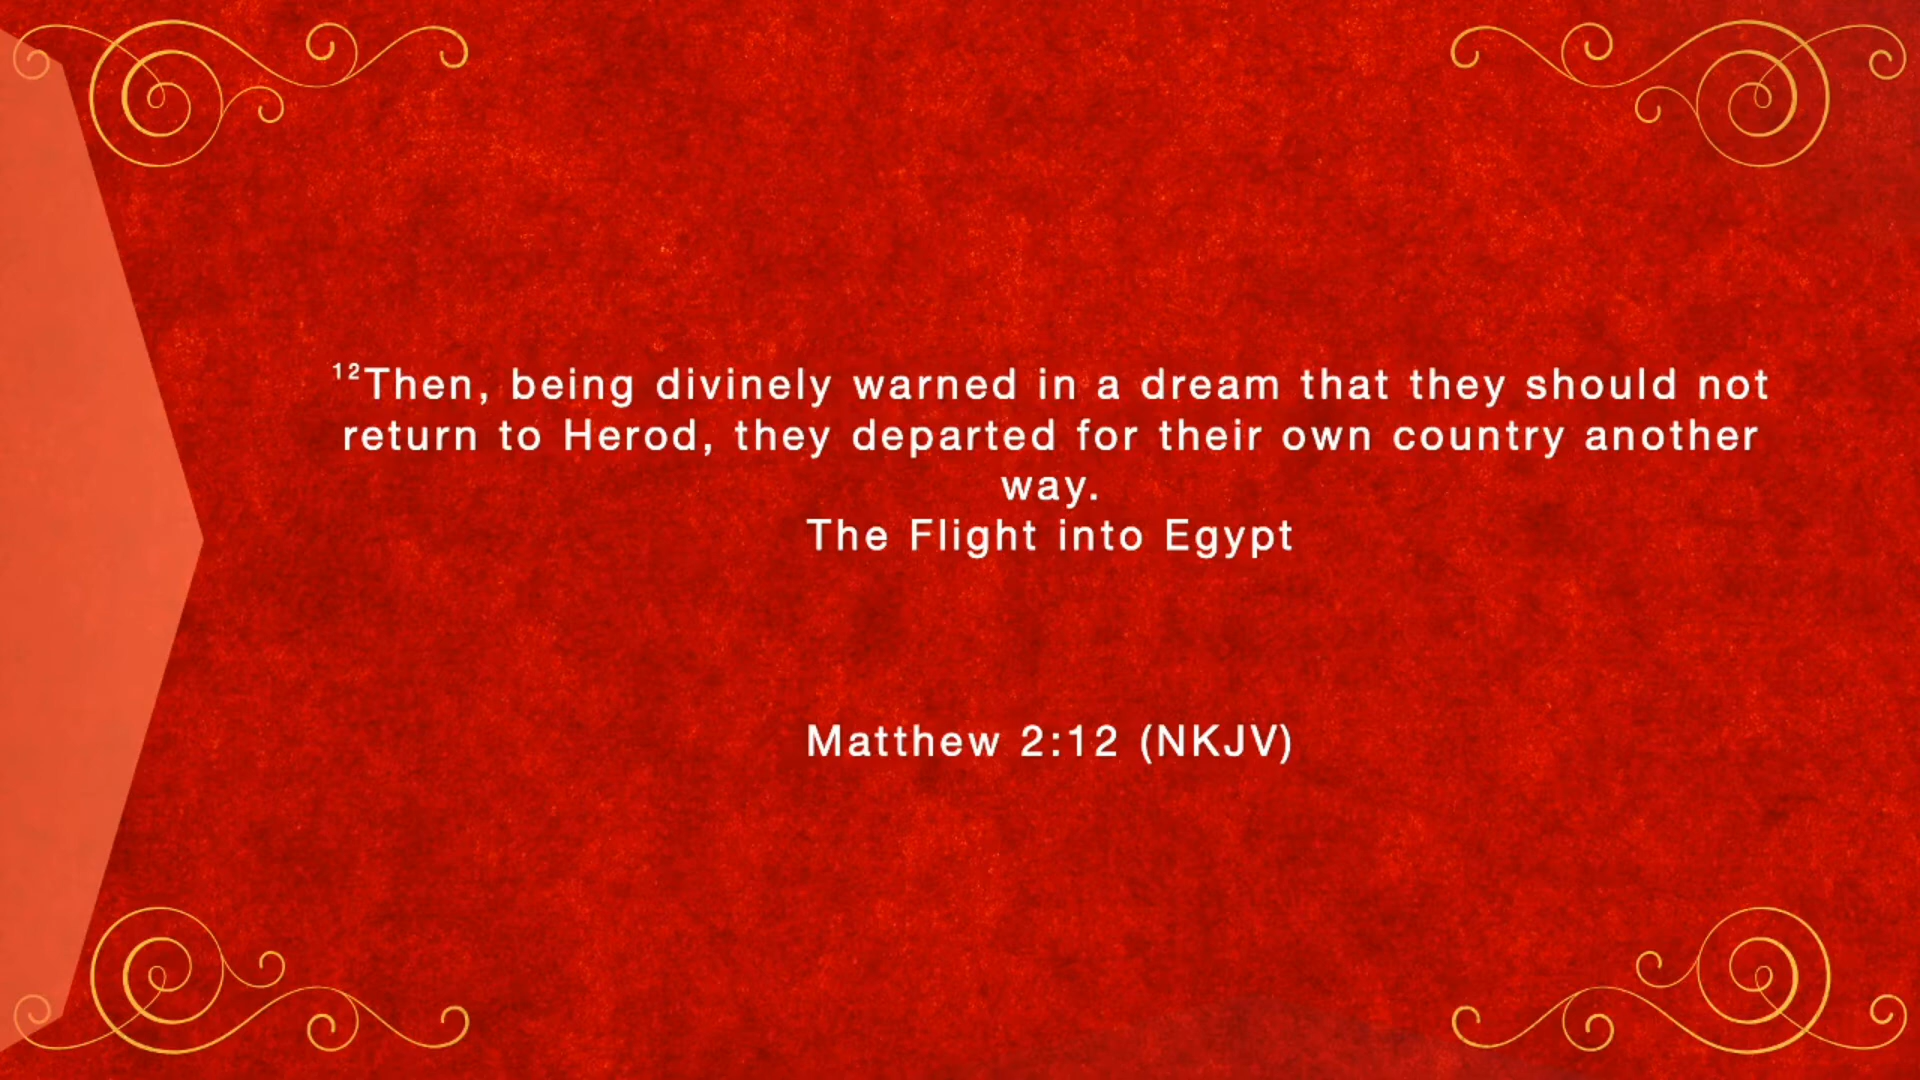 ¹²Then, being divinely warned in a dream that they should not
return to Herod, they departed for their own country another
way.
The Flight into Egypt
Matthew 2:12 (NKJV)